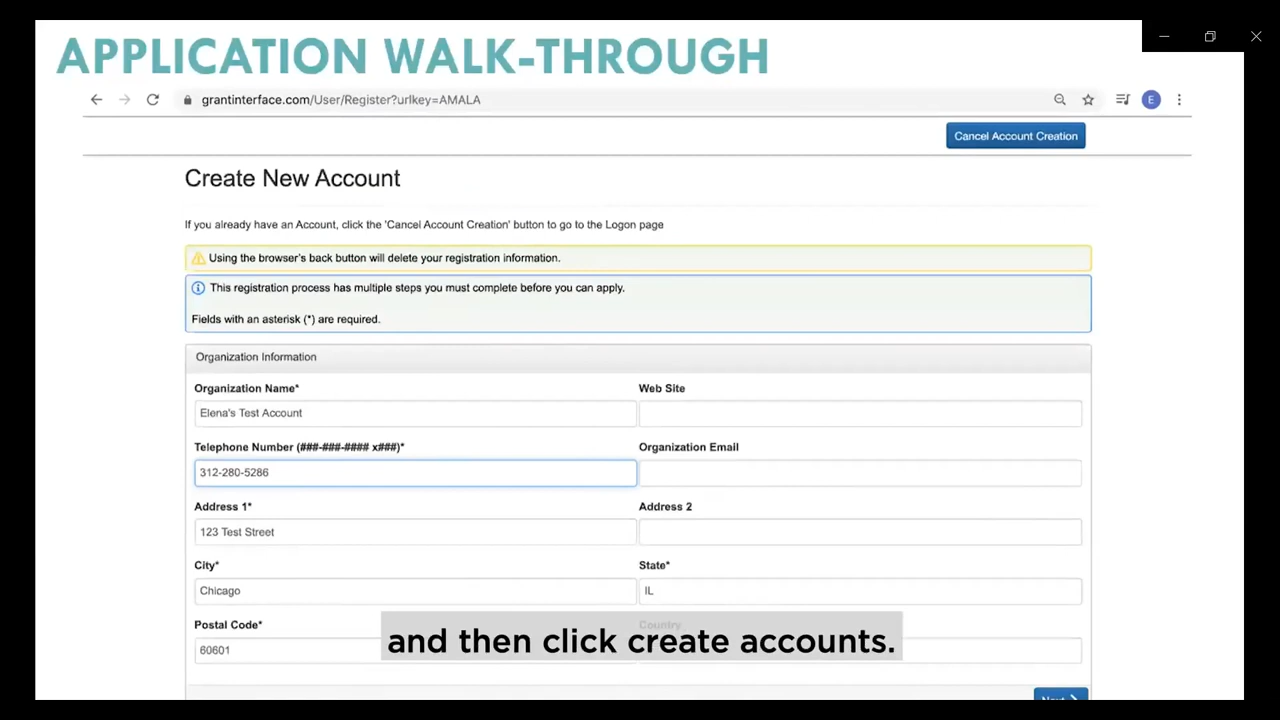 APPLICATION WALK-THROUGH
grantinterface.com/User/Register?urlkey=AMALA
E
Cancel Account Creation
Create New Account
If you already have an Account, click the 'Cancel Account Creation' button to go to the Logon page
Using the browser's back button will delete your registration information.
This registration process has multiple steps you must complete before you can apply.
Fields with an asterisk (*) are required.
Organization Information
Organization Name* Web Site
Elena's Test Account
Telephone Number (###-###-#### x###)* Organization Email
312-280-5286
Address 1* Address 2
123 Test Street
City* State*
Chicago IL
Postal Code* Country
60601
and then click create accounts.
Next